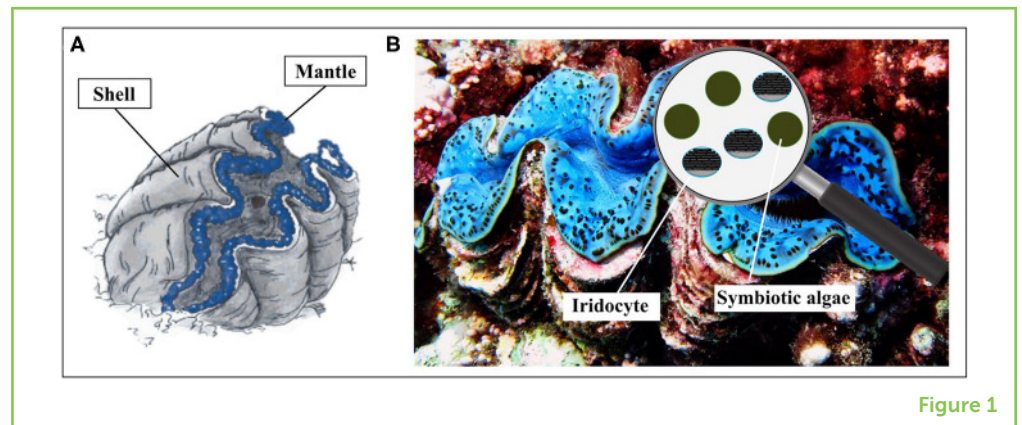 A
B
Mantle
Shell
Iridocyte
Symbiotic algae
Figure 1